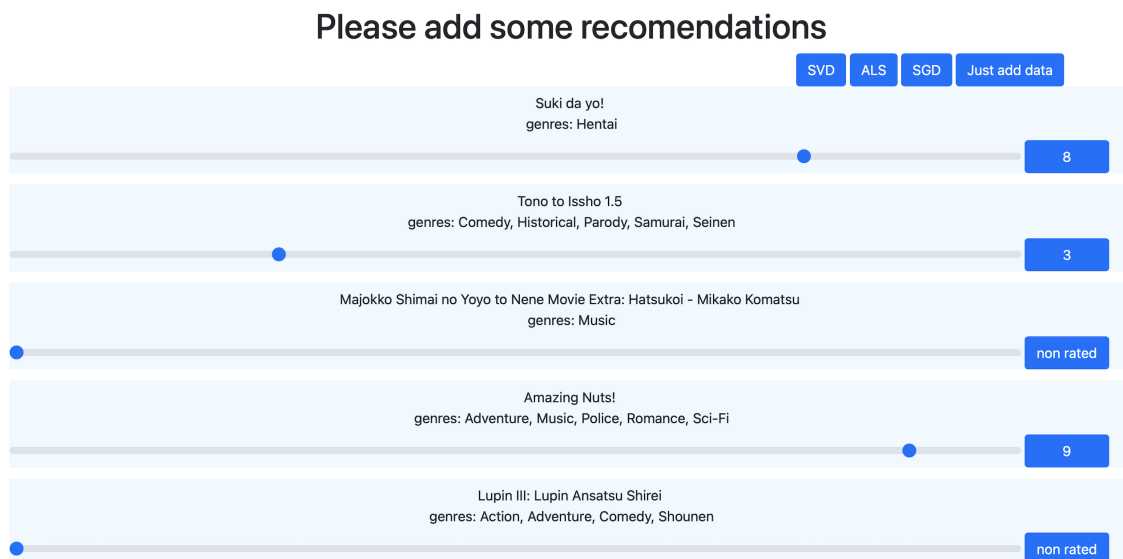 Please add some recomendations
SVD ALS SGD Just add data
Suki da yo!
genres: Hentai
8
Tono to Issho 1.5
genres: Comedy, Historical, Parody, Samurai, Seinen
3
Majokko Shimai no Yoyo to Nene Movie Extra: Hatsukoi - Mikako Komatsu
genres: Music
non rated
Amazing Nuts!
genres: Adventure, Music, Police, Romance, Sci-Fi
9
Lupin III: Lupin Ansatsu Shirei
genres: Action, Adventure, Comedy, Shounen
non rated